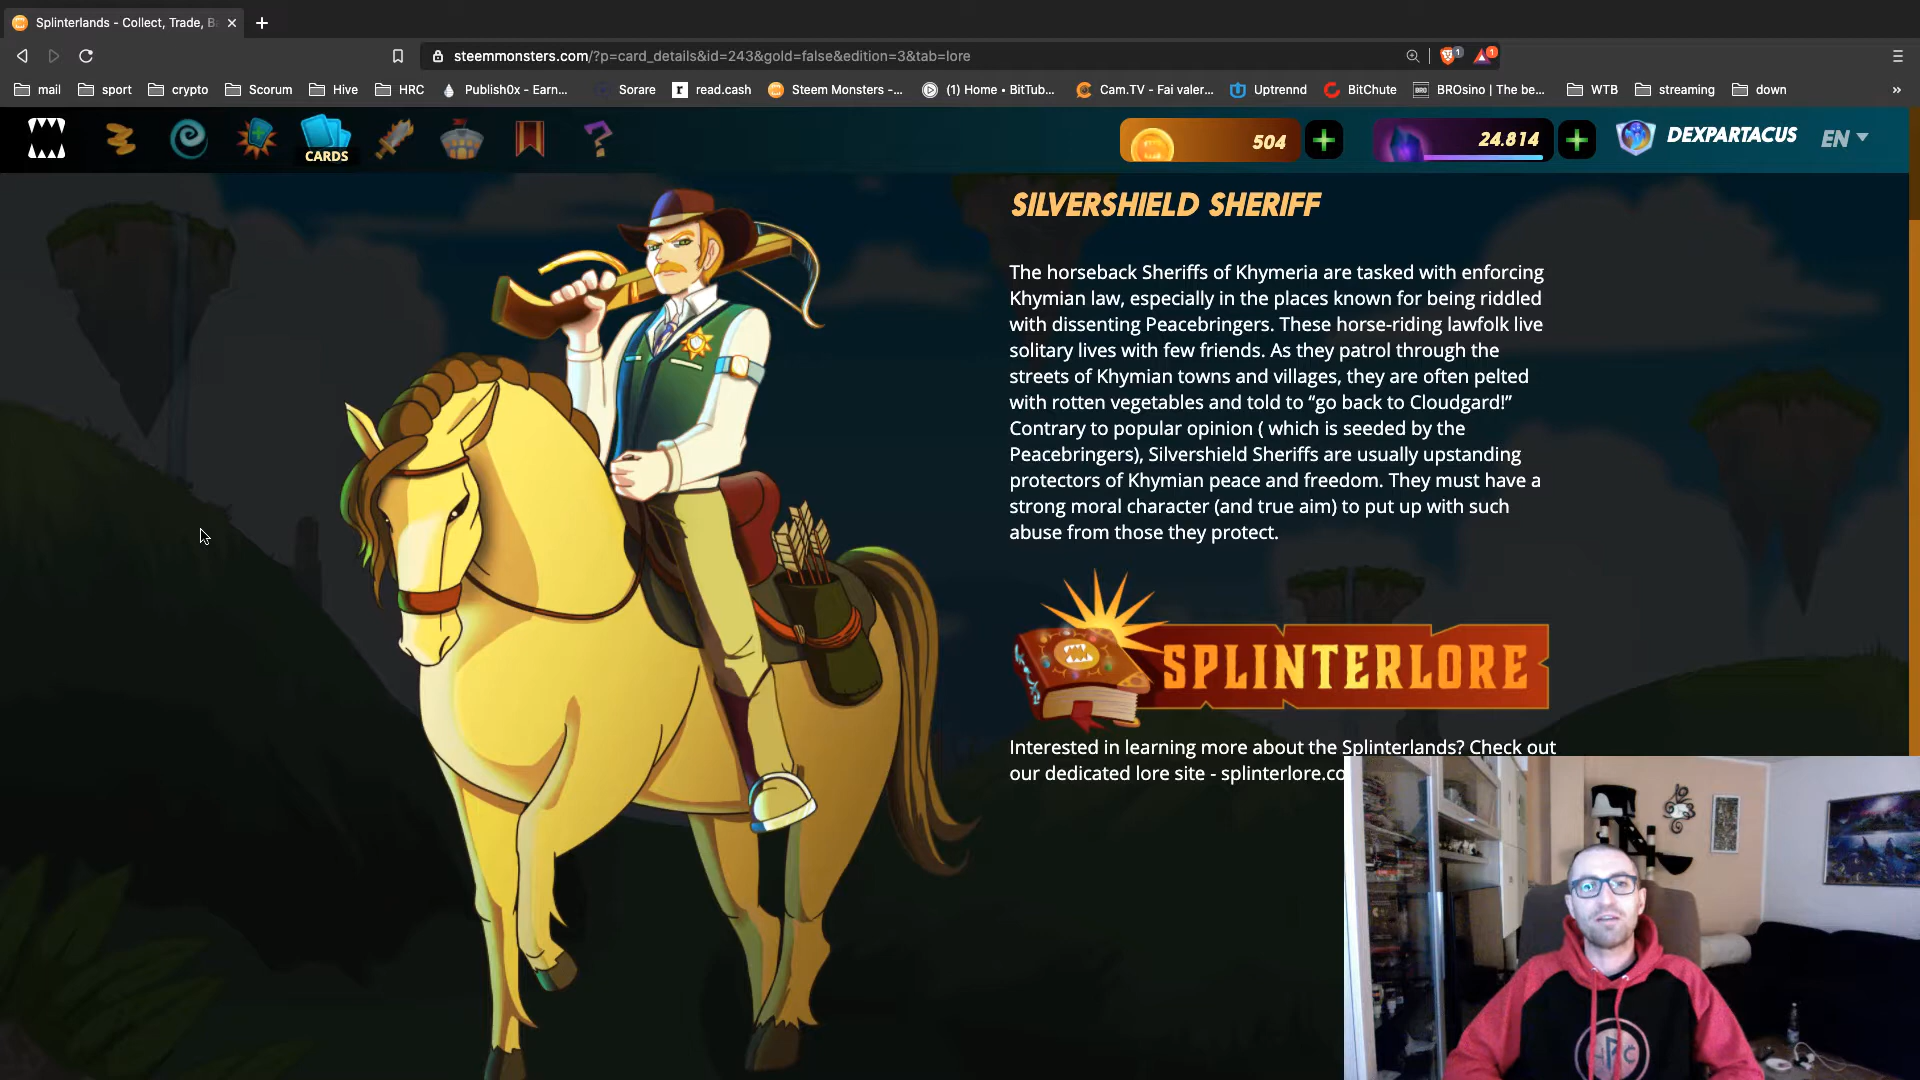 Splinterlands - Collect, Trade, B
steemmonsters.com/?p=card_details&id=243&gold=false&edition=3&tab=lore
1
1
mail
sport
crypto
Scorum
Hive
HRC
Publish0x - Earn...
Sorare
r read.cash
Steem Monsters -...
(1) Home • BitTub...
Cam.TV - Fai valer...
Uptrennd
BitChute
BRO BROsino | The be...
WTB
streaming
down
CARDS
504
24.814
DEXPARTACUS
EN
SILVERSHIELD SHERIFF
The horseback Sheriffs of Khymeria are tasked with enforcing
Khymian law, especially in the places known for being riddled
with dissenting Peacebringers. These horse-riding lawfolk live
solitary lives with few friends. As they patrol through the
streets of Khymian towns and villages, they are often pelted
with rotten vegetables and told to “go back to Cloudgard!”
Contrary to popular opinion ( which is seeded by the
Peacebringers), Silvershield Sheriffs are usually upstanding
protectors of Khymian peace and freedom. They must have a
strong moral character (and true aim) to put up with such
abuse from those they protect.
SPLINTERLORE
Interested in learning more about the Splinterlands? Check out
our dedicated lore site - splinterlore.co